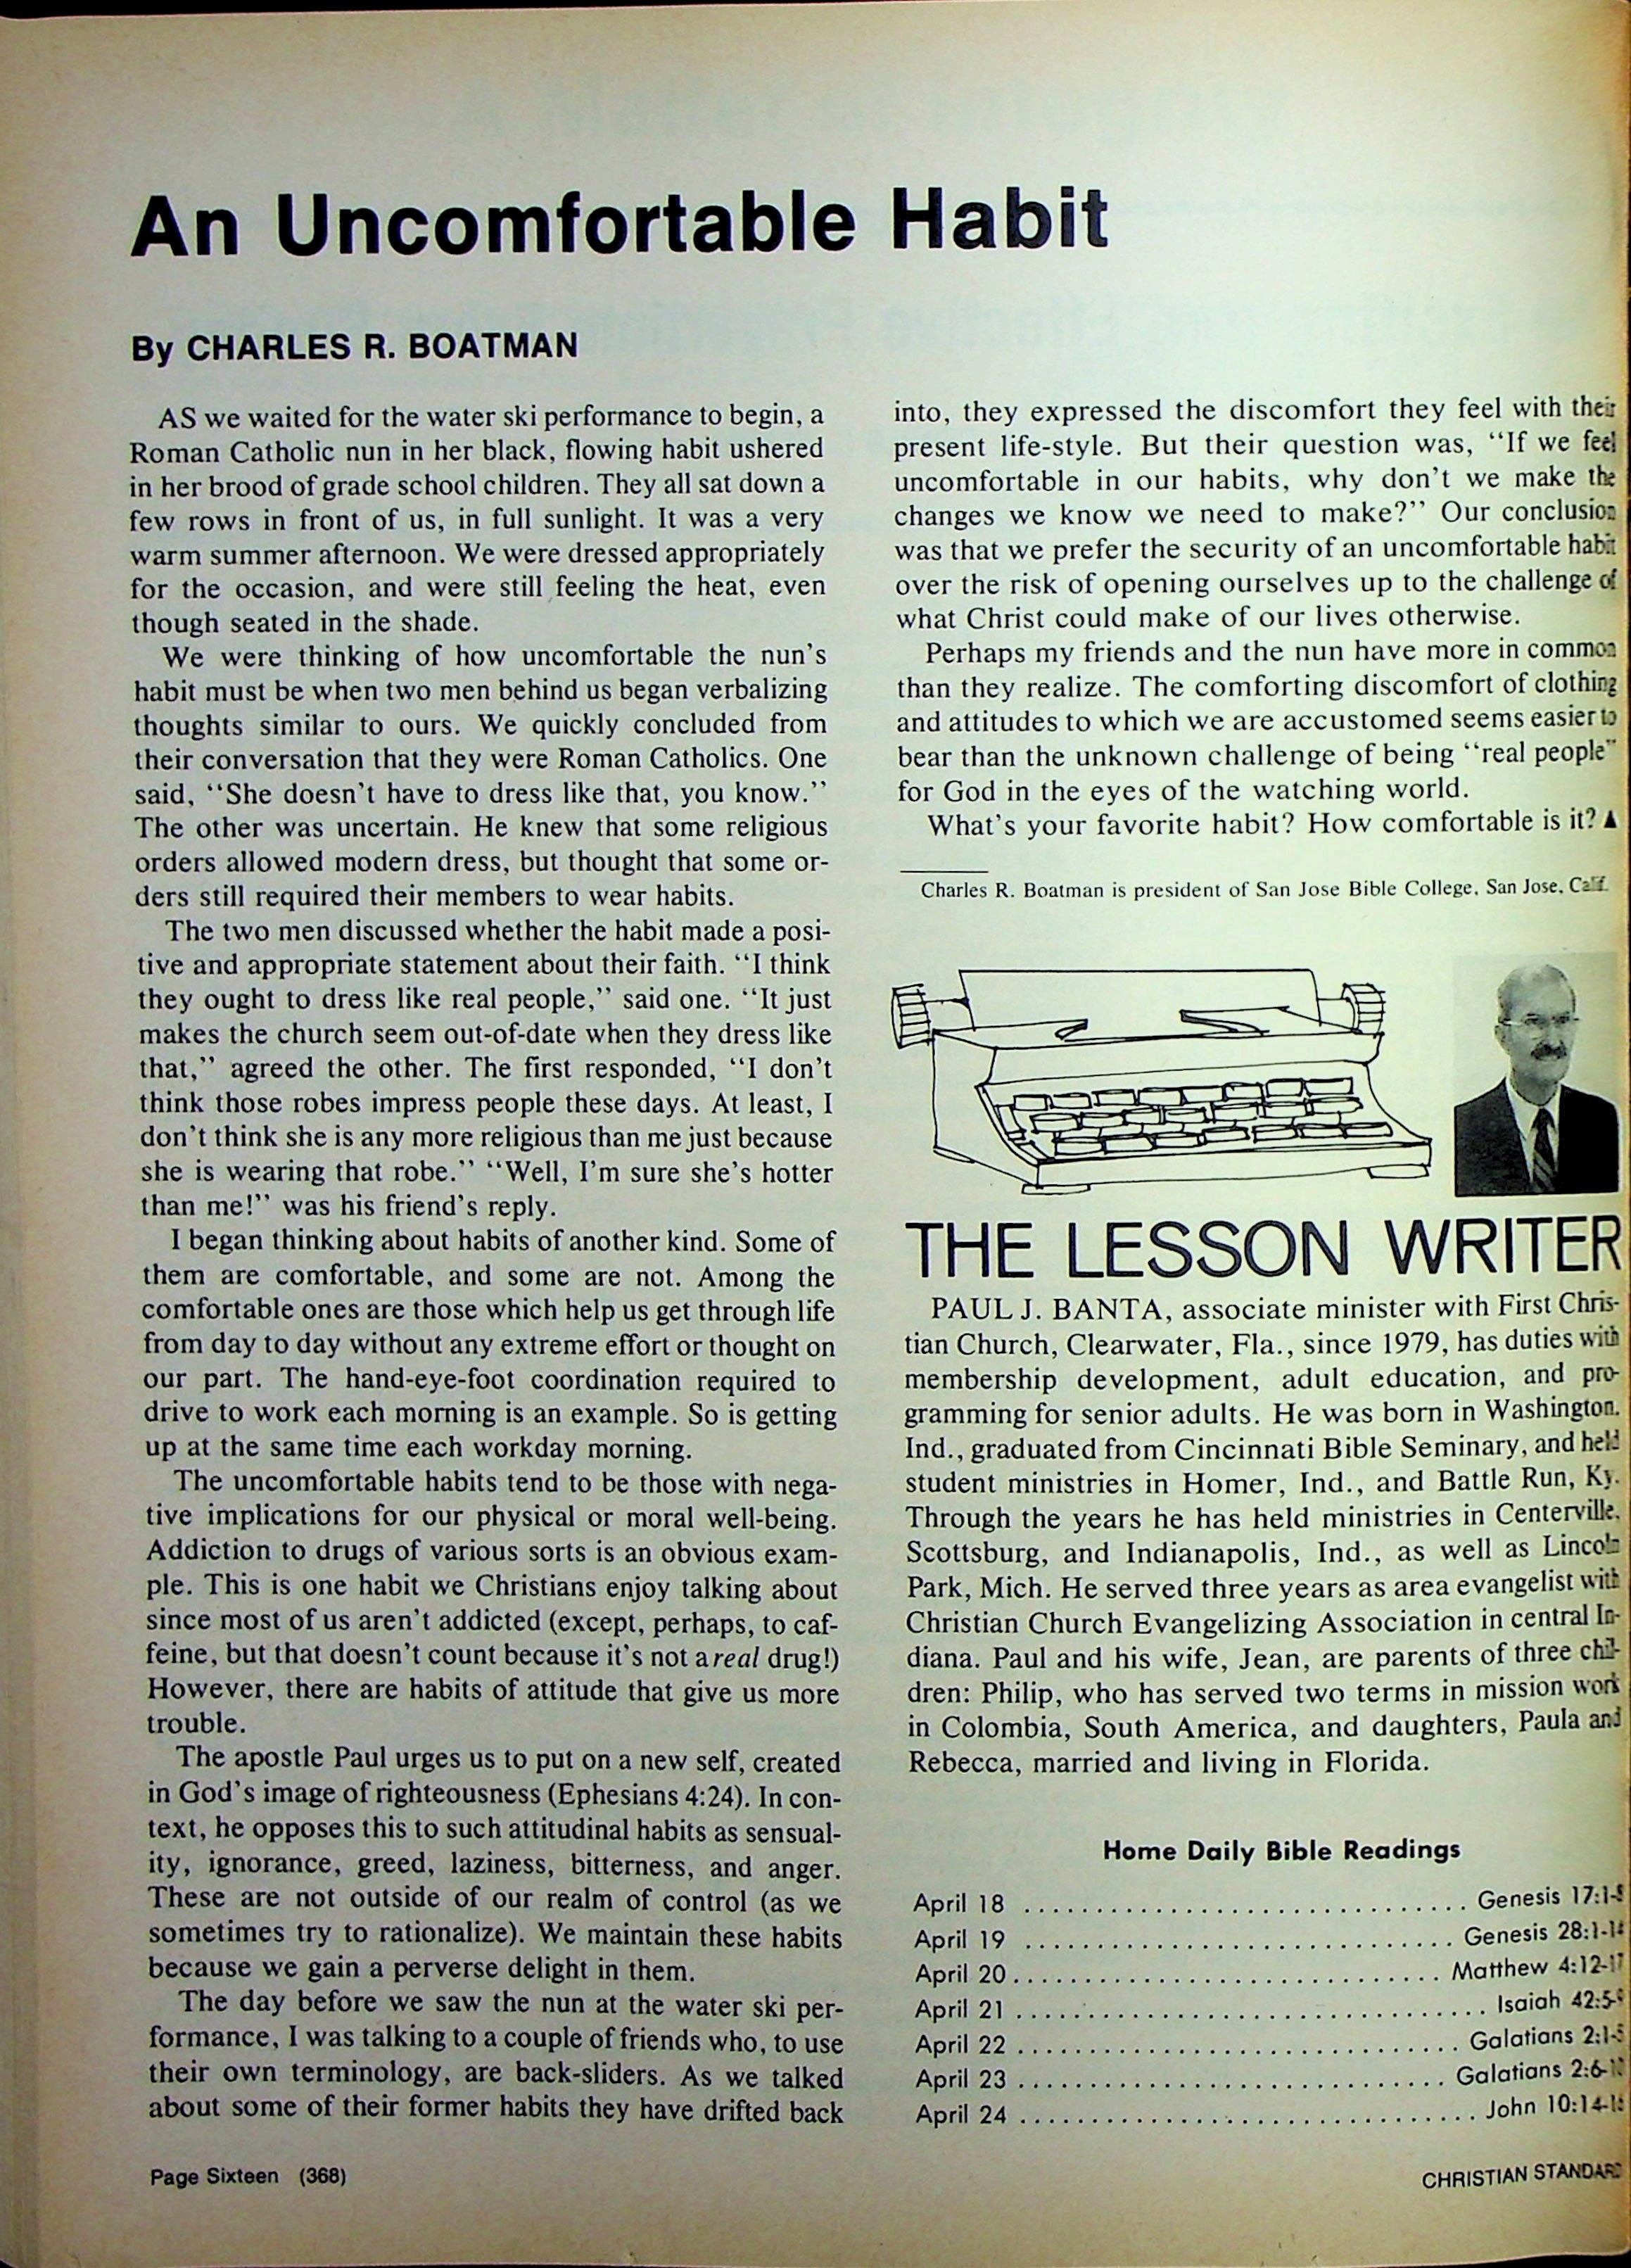 An Uncomfortable Habit
By CHARLES R. BOATMAN
AS we waited for the water ski performance to begin, a
Roman Catholic nun in her black, flowing habit ushered
in her brood of grade school children. They all sat down a
few rows in front of us, in full sunlight. It was a very
warm summer afternoon. We were dressed appropriately
for the occasion, and were still feeling the heat, even
though seated in the shade.
We were thinking of how uncomfortable the nun's
habit must be when two men behind us began verbalizing
thoughts similar to ours. We quickly concluded from
their conversation that they were Roman Catholics. One
said, "She doesn't have to dress like that, you know."
The other was uncertain. He knew that some religious
orders allowed modern dress, but thought that some or-
ders still required their members to wear habits.
The two men discussed whether the habit made a posi-
tive and appropriate statement about their faith. "I think
they ought to dress like real people," said one. "It just
makes the church seem out-of-date when they dress like
that," agreed the other. The first responded, "I don't
think those robes impress people these days. At least, I
don't think she is any more religious than me just because
she is wearing that robe." "Well, I'm sure she's hotter
than me!" was his friend's reply.
I began thinking about habits of another kind. Some of
them are comfortable, and some are not. Among the
comfortable ones are those which help us get through life
from day to day without any extreme effort or thought on
our part. The hand-eye-foot coordination required to
drive to work each morning is an example. So is getting
up at the same time each workday morning.
The uncomfortable habits tend to be those with nega-
tive implications for our physical or moral well-being.
Addiction to drugs of various sorts is an obvious exam-
ple. This is one habit we Christians enjoy talking about
since most of us aren't addicted (except, perhaps, to caf-
feine, but that doesn't count because it's not a real drug!)
However, there are habits of attitude that give us more
trouble.
The apostle Paul urges us to put on a new self, created
in God's image of righteousness (Ephesians 4:24). In con-
text, he opposes this to such attitudinal habits as sensual-
ity, ignorance, greed, laziness, bitterness, and anger.
These are not outside of our realm of control (as we
sometimes try to rationalize). We maintain these habits
because we gain a perverse delight in them.
The day before we saw the nun at the water ski per-
formance, I was talking to a couple of friends who, to use
their own terminology, are back-sliders. As we talked
about some of their former habits they have drifted back
into, they expressed the discomfort they feel with their
present life-style. But their question was, "If we feel
uncomfortable in our habits, why don't we make the
changes we know we need to make?" Our conclusion
was that we prefer the security of an uncomfortable habit
over the risk of opening ourselves up to the challenge of
what Christ could make of our lives otherwise.
Perhaps my friends and the nun have more in common
than they realize. The comforting discomfort of clothing
and attitudes to which we are accustomed seems easier to
bear than the unknown challenge of being "real people"
for God in the eyes of the watching world.
What's your favorite habit? How comfortable is it? ▲
Charles R. Boatman is president of San Jose Bible College, San Jose, Calif.
THE LESSON WRITER
PAUL J. BANTA, associate minister with First Chris-
tian Church, Clearwater, Fla., since 1979, has duties with
membership development, adult education, and pro-
gramming for senior adults. He was born in Washington,
Ind., graduated from Cincinnati Bible Seminary, and held
student ministries in Homer, Ind., and Battle Run, Ky.
Through the years he has held ministries in Centerville,
Scottsburg, and Indianapolis, Ind., as well as Lincoln
Park, Mich. He served three years as area evangelist with
Christian Church Evangelizing Association in central In-
diana. Paul and his wife, Jean, are parents of three chil-
dren: Philip, who has served two terms in mission work
in Colombia, South America, and daughters, Paula and
Rebecca, married and living in Florida.
Home Daily Bible Readings
April 18 ............................... Genesis 17:1-
April 19 .............................. Genesis 28:1-
April 20.............................. Matthew 4:12-
April 21 ................................. Isaiah 42:5-
April 22 ............................... Galatians 2:1-
April 23 .............................. Galatians 2:6-
April 24 ................................ John 10:14-
Page Sixteen (368)
CHRISTIAN STANDARD